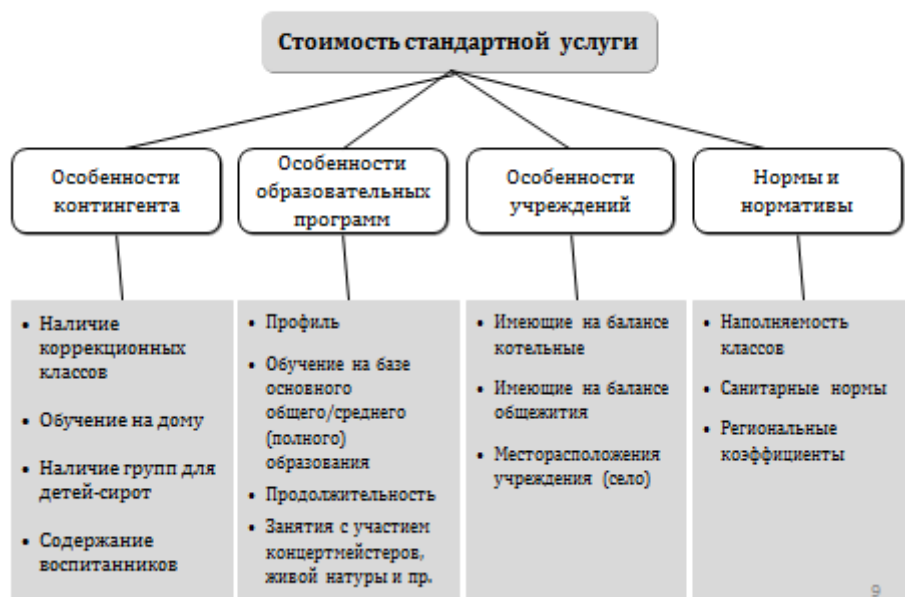 Стоимость стандартной услуги
Особенности
контингента
Особенности
образовательных
программ
Особенности
учреждений
Нормы и
нормативы
• Наличие
коррекционных
классов
• Обучение на дому
• Наличие групп для
детей-сирот
• Содержание
воспитанников
• Профиль
• Обучение на базе
основного
общего/среднего
(полного)
образования
• Продолжительность
• Занятия с участием
концертмейстеров,
живой натуры и пр.
• Имеющие на балансе
котельные
• Имеющие на балансе
общежития
• Месторасположения
учреждения (село)
• Наполняемость
классов
• Санитарные нормы
• Региональные
коэффициенты
9